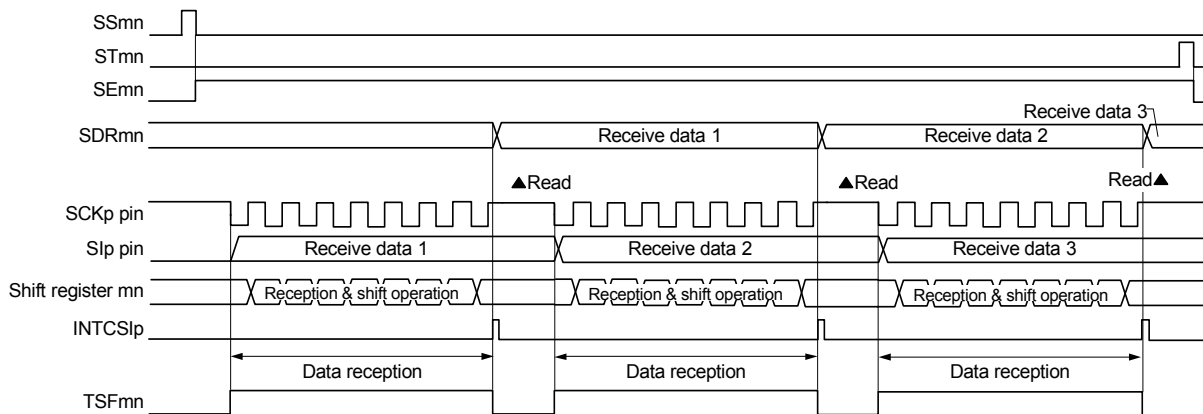 SSmn
STmn
SEmn
Receive data 3
SDRmn Receive data 1 Receive data 2
▲Read ▲Read Read▲
SCKp pin
SIp pin Receive data 1 Receive data 2 Receive data 3
Shift register mn Reception & shift operation Reception & shift operation Reception & shift operation
INTCSIp
Data reception Data reception Data reception
TSFmn